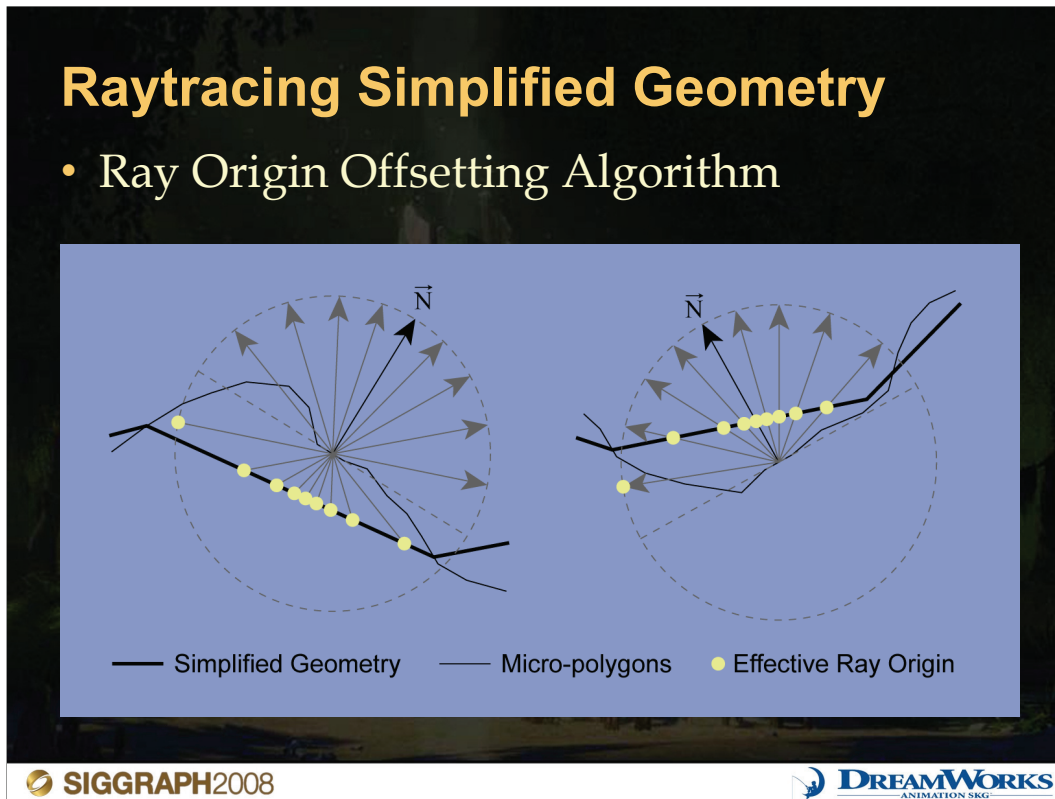 Raytracing Simplified Geometry
• Ray Origin Offsetting Algorithm
N
N
Simplified Geometry
Micro-polygons
Effective Ray Origin
SIGGRAPH2008
DREAMWORKS
ANIMATION SKG